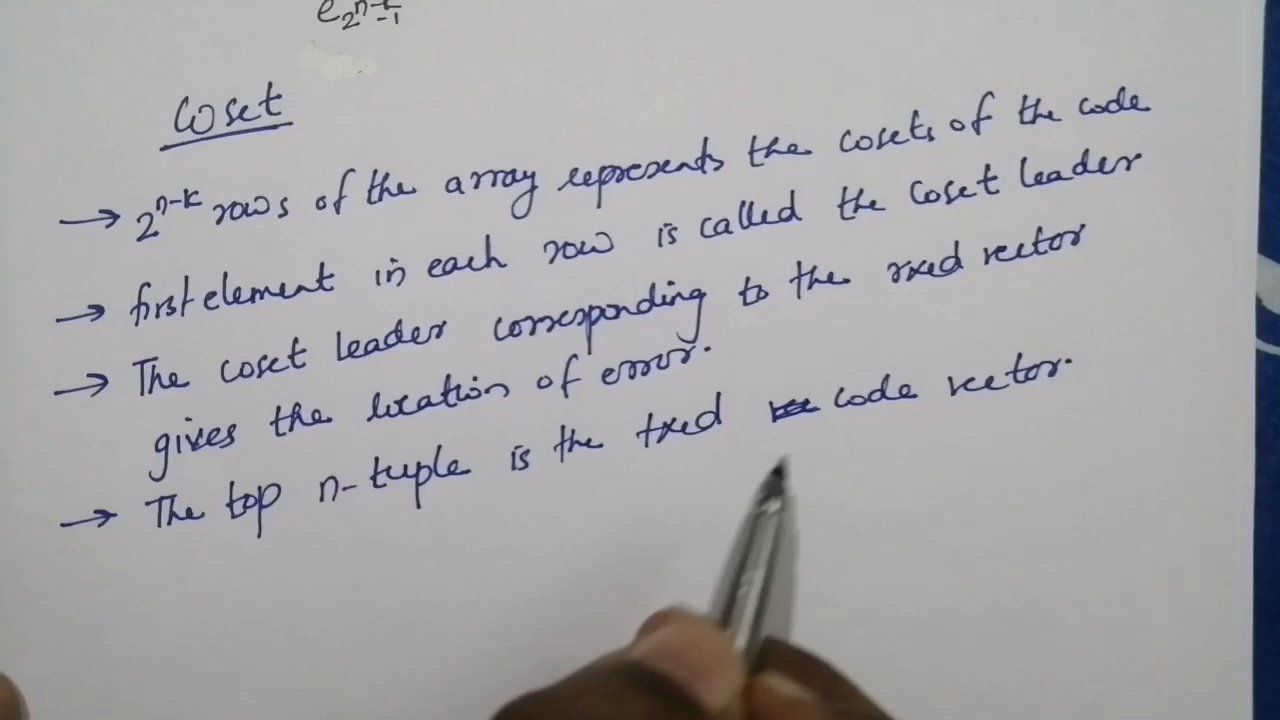 e2^n-k-1
Coset
→ 2^n-k rows of the array represents the cosets of the code
→ first element in each row is called the coset leader
→ The coset leader corresponding to the rxed vector
gives the location of error.
→ The top n-tuple is the txed code vector.